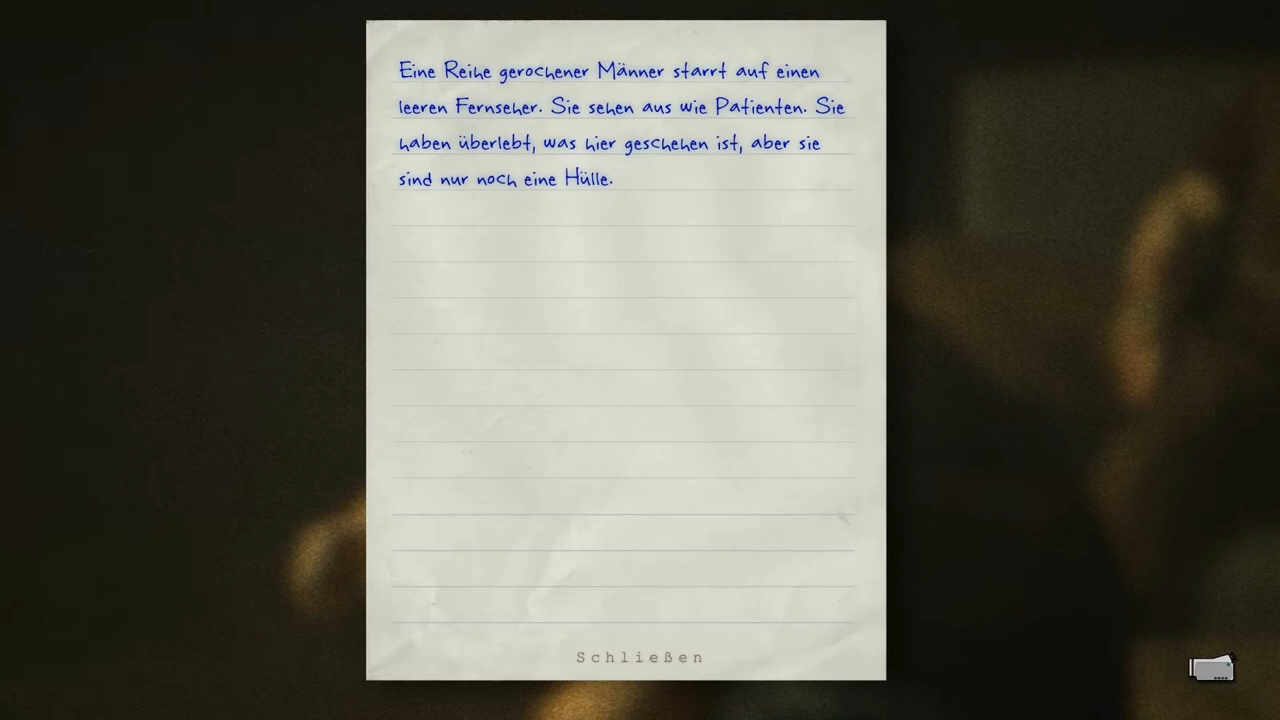 Eine Reihe gerochener Männer starrt auf einen
leeren Fernseher. Sie sehen aus wie Patienten. Sie
haben überlebt, was hier geschehen ist, aber sie
sind nur noch eine Hülle.
Schließen